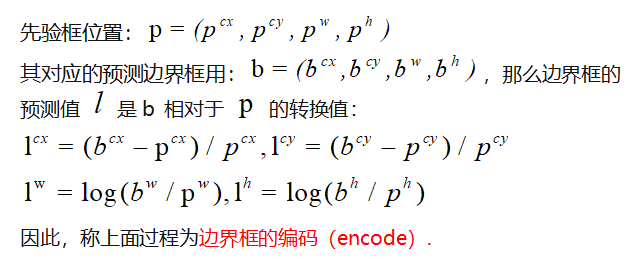 先验框位置：p = (p^{cx}, p^{cy}, p^{w}, p^{h})
其对应的预测边界框用：b = (b^{cx}, b^{cy}, b^{w}, b^{h})，那么边界框的
预测值 l 是 b 相对于 p 的转换值：
l^{cx} = (b^{cx} − p^{cx}) / p^{cx}, l^{cy} = (b^{cy} − p^{cy}) / p^{cy}
l^{w} = log(b^{w} / p^{w}), l^{h} = log(b^{h} / p^{h})
因此，称上面过程为边界框的编码（encode）.